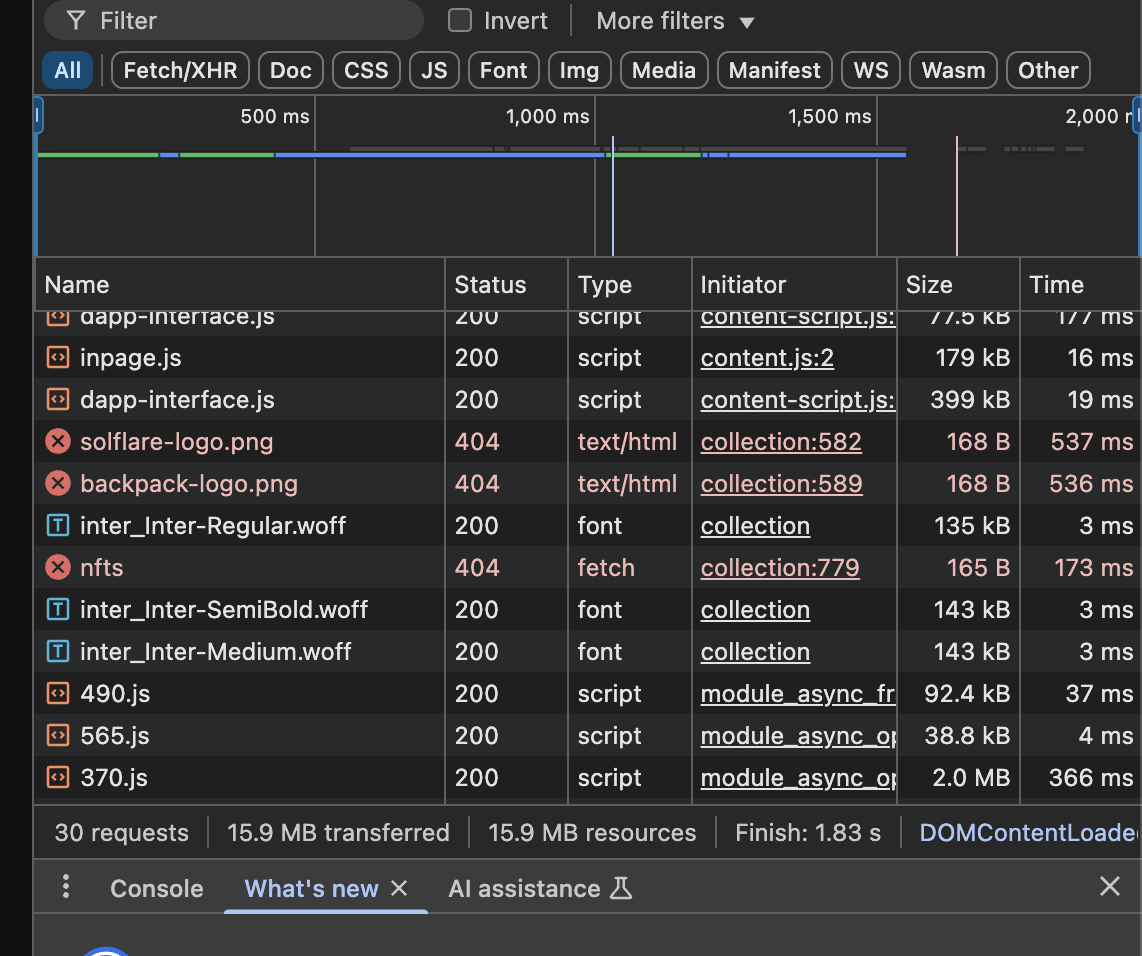 Filter Invert More filters
All Fetch/XHR Doc CSS JS Font Img Media Manifest WS Wasm Other
500 ms 1,000 ms 1,500 ms 2,000
Name Status Type Initiator Size Time
dapp-interface.js 200 script content-script.js: 77.5 kB 177 ms
inpage.js 200 script content.js:2 179 kB 16 ms
dapp-interface.js 200 script content-script.js: 399 kB 19 ms
solflare-logo.png 404 text/html collection:582 168 B 537 ms
backpack-logo.png 404 text/html collection:589 168 B 536 ms
T inter_Inter-Regular.woff 200 font collection 135 kB 3 ms
nfts 404 fetch collection:779 165 B 173 ms
T inter_Inter-SemiBold.woff 200 font collection 143 kB 3 ms
T inter_Inter-Medium.woff 200 font collection 143 kB 3 ms
490.js 200 script module_async_fr 92.4 kB 37 ms
565.js 200 script module_async_op 38.8 kB 4 ms
370.js 200 script module_async_op 2.0 MB 366 ms
30 requests 15.9 MB transferred 15.9 MB resources Finish: 1.83 s DOMContentLoade
Console What's new AI assistance